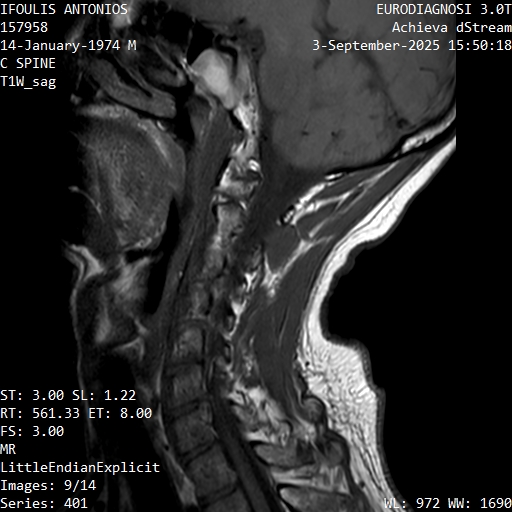 IFOULIS ANTONIOS
157958
14-January-1974 M
C SPINE
T1W_sag
EURODIAGNOSI 3.0T
Achieva dStream
3-September-2025 15:50:18
ST: 3.00 SL: 1.22
RT: 561.33 ET: 8.00
FS: 3.00
MR
LittleEndianExplicit
Images: 9/14
Series: 401
WL: 972 WW: 1690